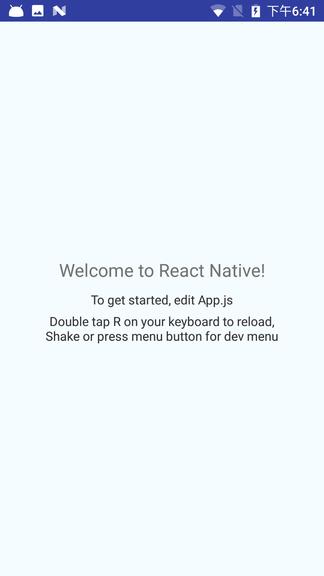 下午6:41
Welcome to React Native!
To get started, edit App.js
Double tap R on your keyboard to reload,
Shake or press menu button for dev menu